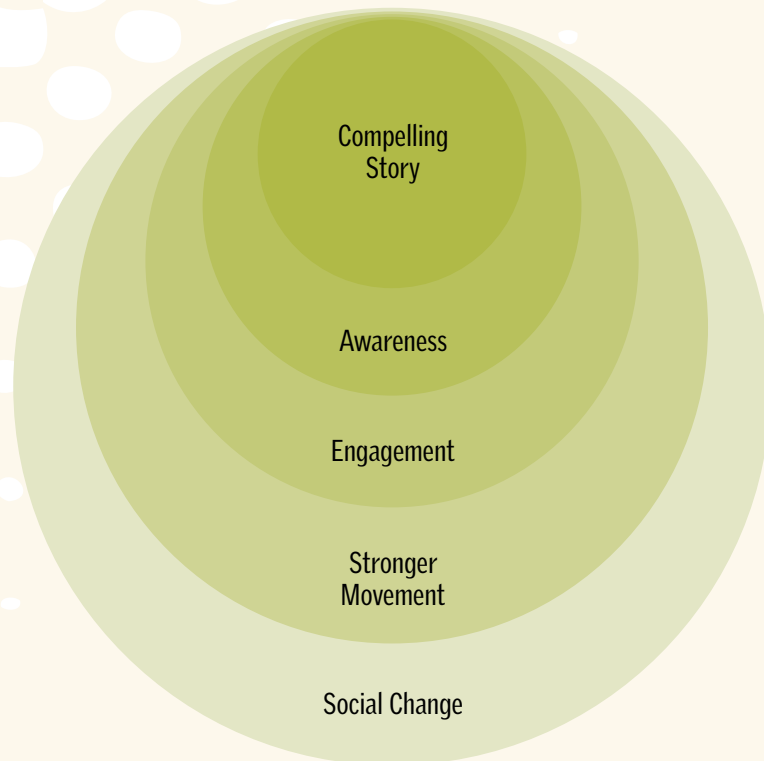 Compelling
Story
Awareness
Engagement
Stronger
Movement
Social Change